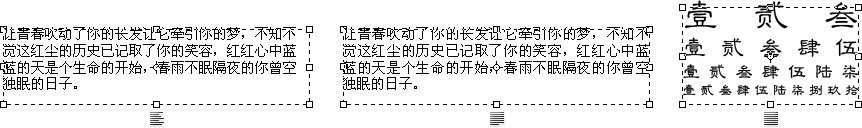 让青春吹动了你的长发让它牵引你的梦，不知不
觉这红尘的历史已记取了你的笑容，红红心中蓝
蓝的天是个生命的开始，春雨不眠隔夜的你曾空
独眠的日子。
让青春吹动了你的长发让它牵引你的梦，不知不
觉这红尘的历史已记取了你的笑容，红红心中蓝
蓝的天是个生命的开始，春雨不眠隔夜的你曾空
独眠的日子。
壹 贰 叁
壹 贰 叁 肆 伍
壹 贰 叁 肆 伍 陆 柒
壹 贰 叁 肆 伍 陆 柒 捌 玖 拾